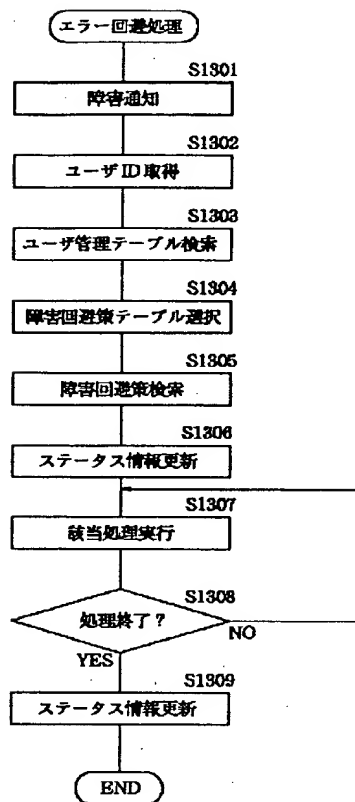 エラー回避処理
S1301
障害通知
S1302
ユーザID取得
S1303
ユーザ管理テーブル検索
S1304
障害回避策テーブル選択
S1305
障害回避策検索
S1306
ステータス情報更新
S1307
該当処理実行
S1308
処理終了？
NO
YES
S1309
ステータス情報更新
END